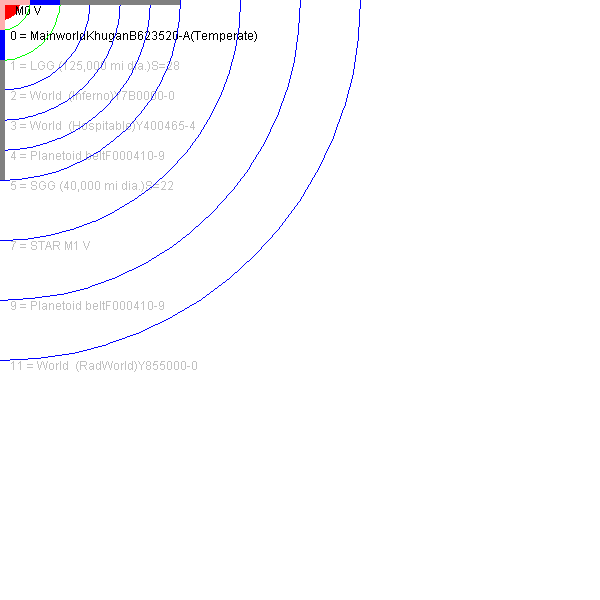 M0 V
0 = MainworldKhuganB623520-A(Temperate)
1 = LGG (125,000 mi dia.)S=28
2 = World  (Inferno)Y7B0000-0
3 = World  (Hospitable)Y400465-4
4 = Planetoid beltF000410-9
5 = SGG (40,000 mi dia.)S=22
7 = STAR M1 V
9 = Planetoid beltF000410-9
11 = World  (RadWorld)Y855000-0